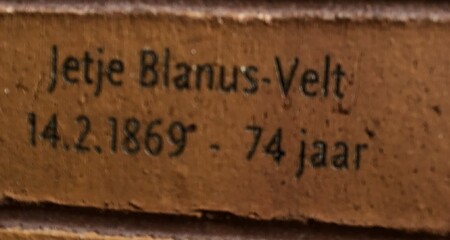 Jetje Blanus-Velt
14.2.1869 - 74 jaar